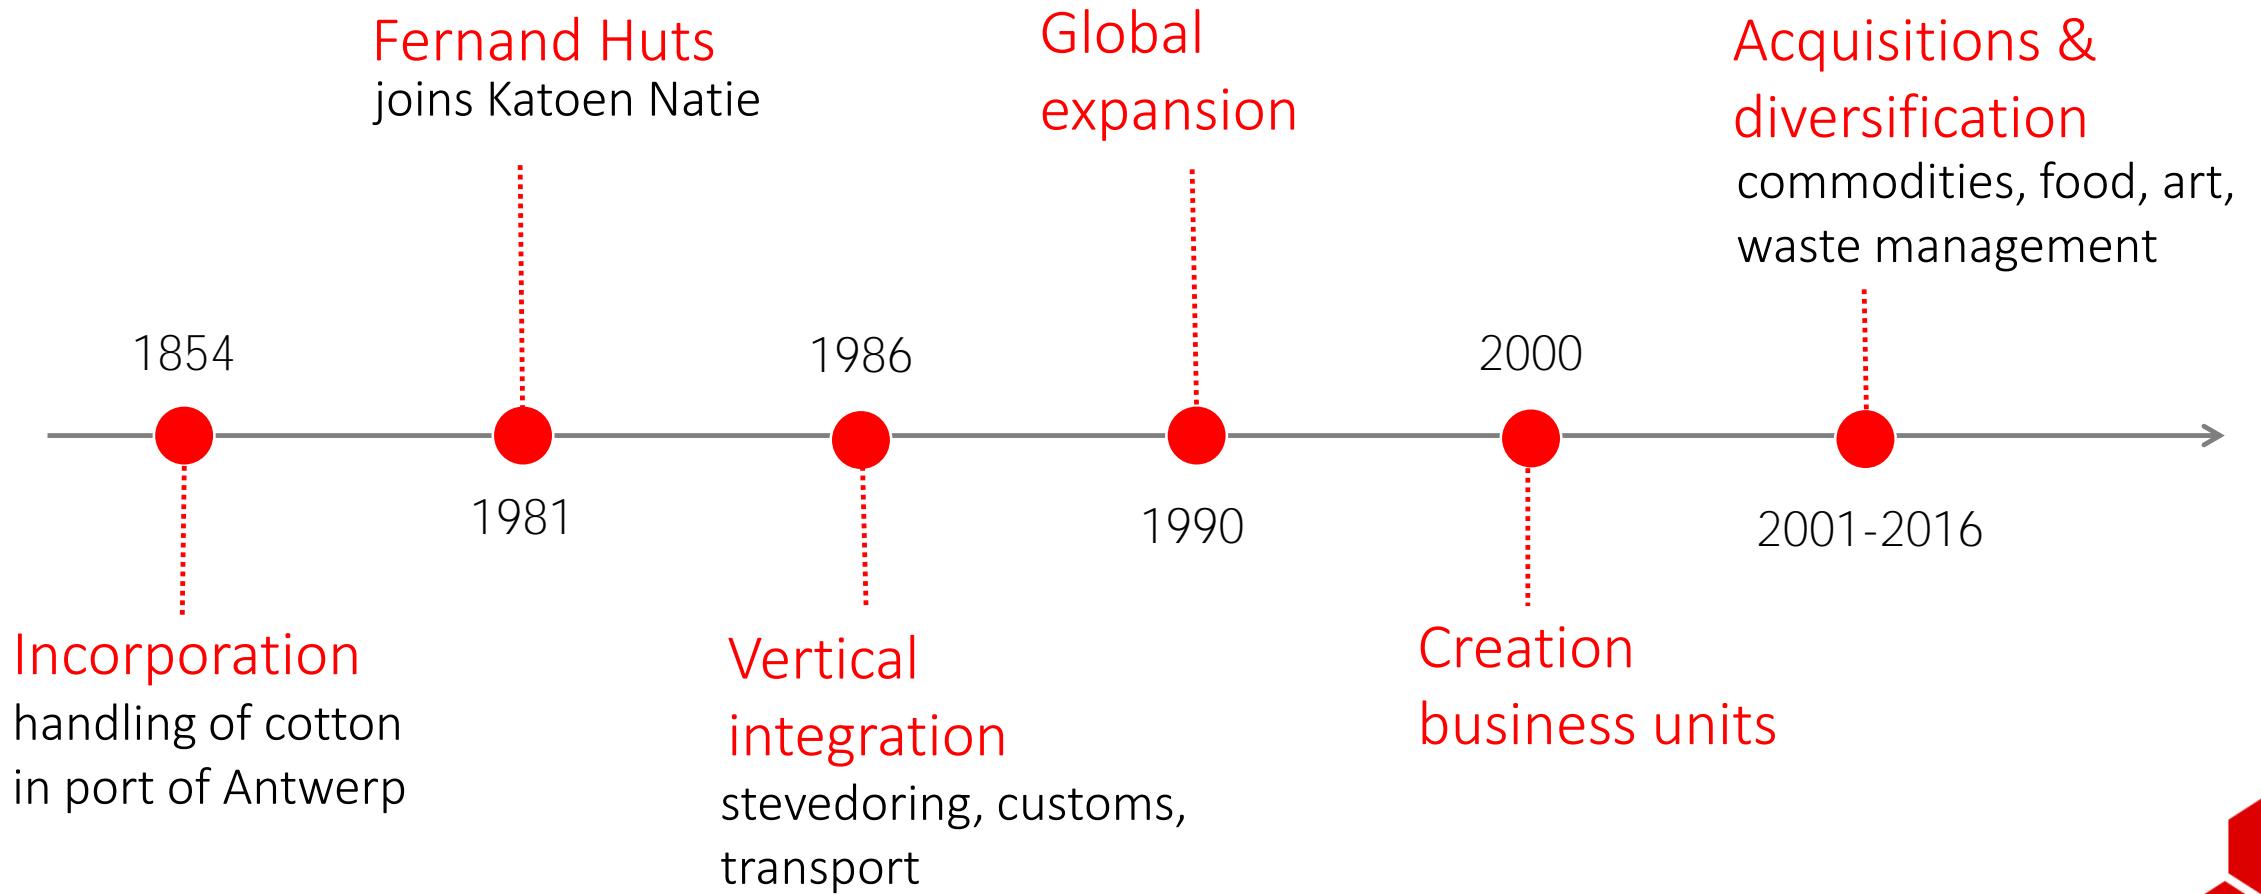 Fernand Huts
joins Katoen Natie
Global
expansion
Acquisitions &
diversification
commodities, food, art,
waste management
1854
1981
1986
1990
2000
2001-2016
Incorporation
handling of cotton
in port of Antwerp
Vertical
integration
stevedoring, customs,
transport
Creation
business units